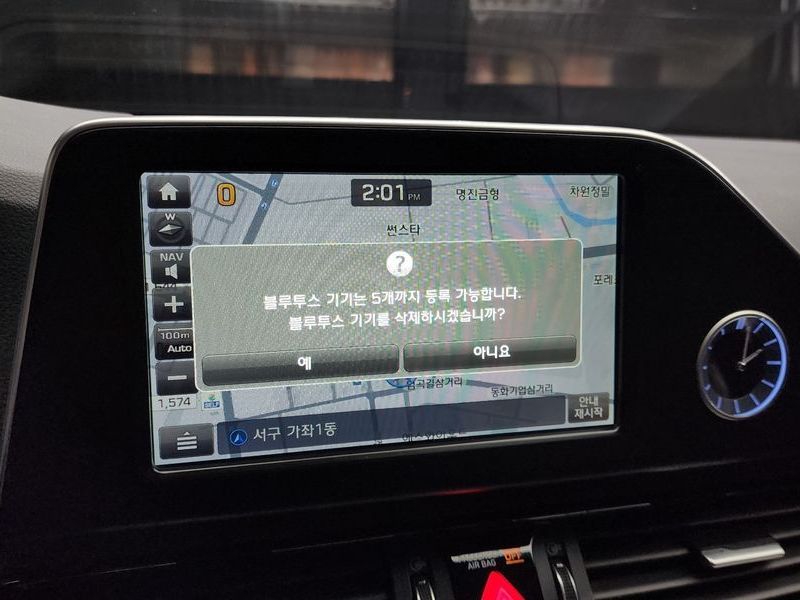 0
2:01 PM
명진금형
차원정밀
W
썬스타
NAV
?
포레
블루투스 기기는 5개까지 등록 가능합니다.
블루투스 기기를 삭제하시겠습니까?
+
100m
Auto
예
아니요
−
동화기업삼거리
1,574
안내
재시작
서구 가좌1동
AIR BAG
OFF